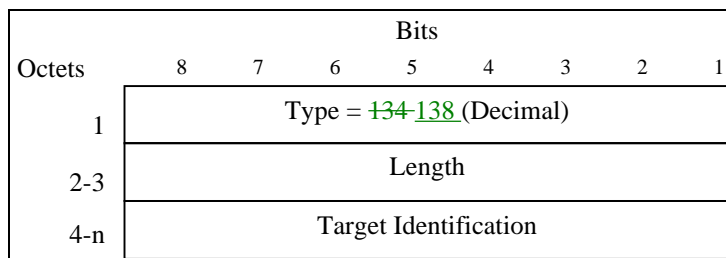 Bits
Octets 8 7 6 5 4 3 2 1
1 Type = 134 138 (Decimal)
2-3 Length
4-n Target Identification